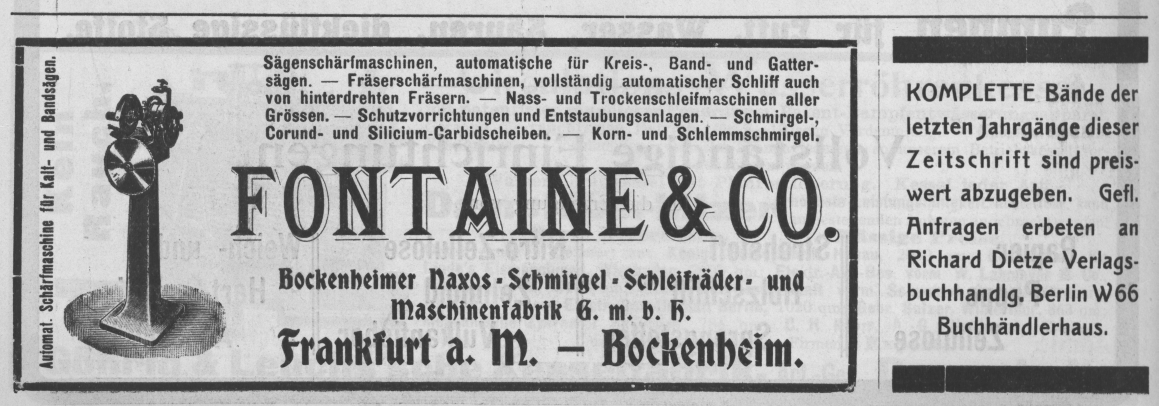 Automat. Schärfmaschine für Kalt- und Bandsägen.
Sägenschärfmaschinen, automatische für Kreis-, Band- und Gatter-
sägen. — Fräserschärfmaschinen, vollständig automatischer Schliff auch
von hinterdrehten Fräsern. — Nass- und Trockenschleifmaschinen aller
Grössen. — Schutzvorrichtungen und Entstaubungsanlagen. — Schmirgel-,
Corund- und Silicium-Carbidscheiben. — Korn- und Schlemmschmirgel.
FONTAINE & CO.
Bockenheimer Naxos-Schmirgel-Schleifräder- und
Maschinenfabrik G. m. b. H.
Frankfurt a. M. — Bockenheim.
KOMPLETTE Bände der
letzten Jahrgänge dieser
Zeitschrift sind preis-
wert abzugeben. Gefl.
Anfragen erbeten an
Richard Dietze Verlags-
buchhandlg. Berlin W66
Buchhändlerhaus.